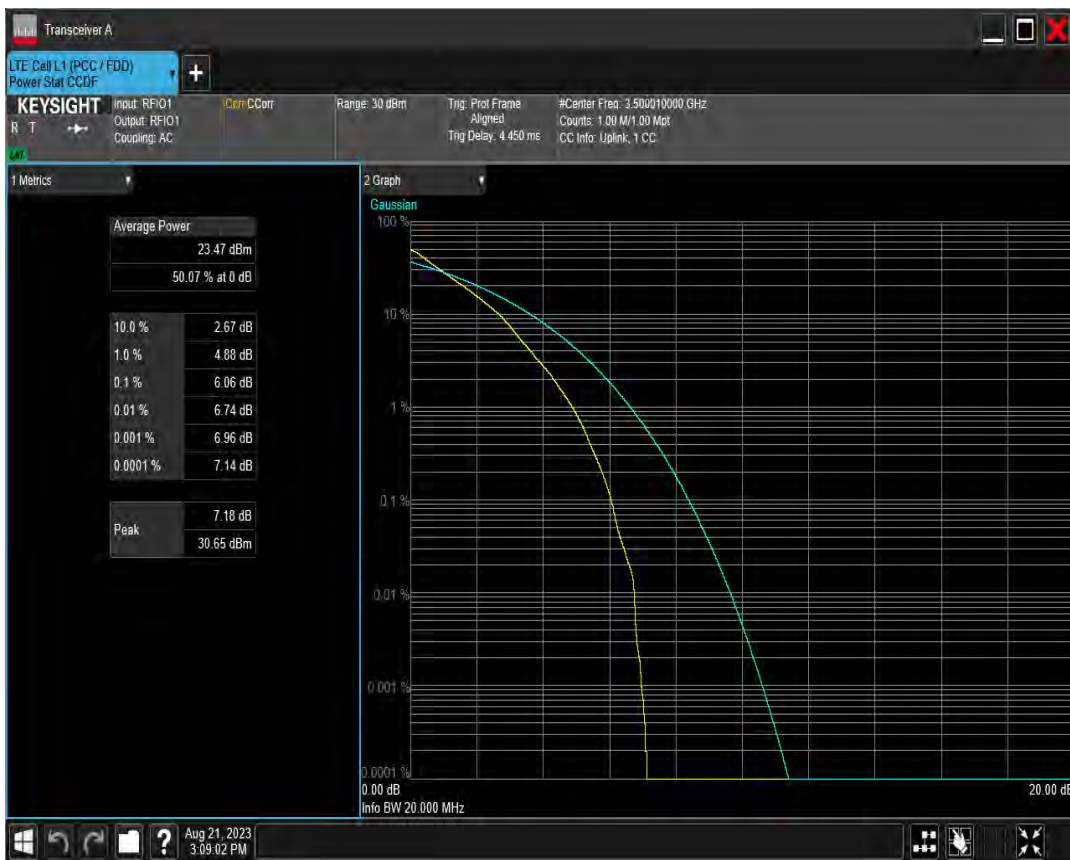 Transceiver A
LTE Cell L1 (PCC / FDD)
Power Stat CCDF
+
KEYSIGHT
R T
LXI
Input: RFIO1
Output: RFIO1
Coupling: AC
Corr CCorr
Range: 30 dBm
Trig: Prot Frame
Aligned
Trig Delay: 4.450 ms
#Center Freq: 3.500010000 GHz
Counts: 1.00 M/1.00 Mpt
CC Info: Uplink, 1 CC
1 Metrics
Average Power
23.47 dBm
50.07 % at 0 dB
10.0 % 2.67 dB
1.0 % 4.88 dB
0.1 % 6.06 dB
0.01 % 6.74 dB
0.001 % 6.96 dB
0.0001 % 7.14 dB
Peak
7.18 dB
30.65 dBm
2 Graph
Gaussian
100 %
10 %
1 %
0.1 %
0.01 %
0.001 %
0.0001 %
0.00 dB
20.00 dB
Info BW 20.000 MHz
?
Aug 21, 2023
3:09:02 PM